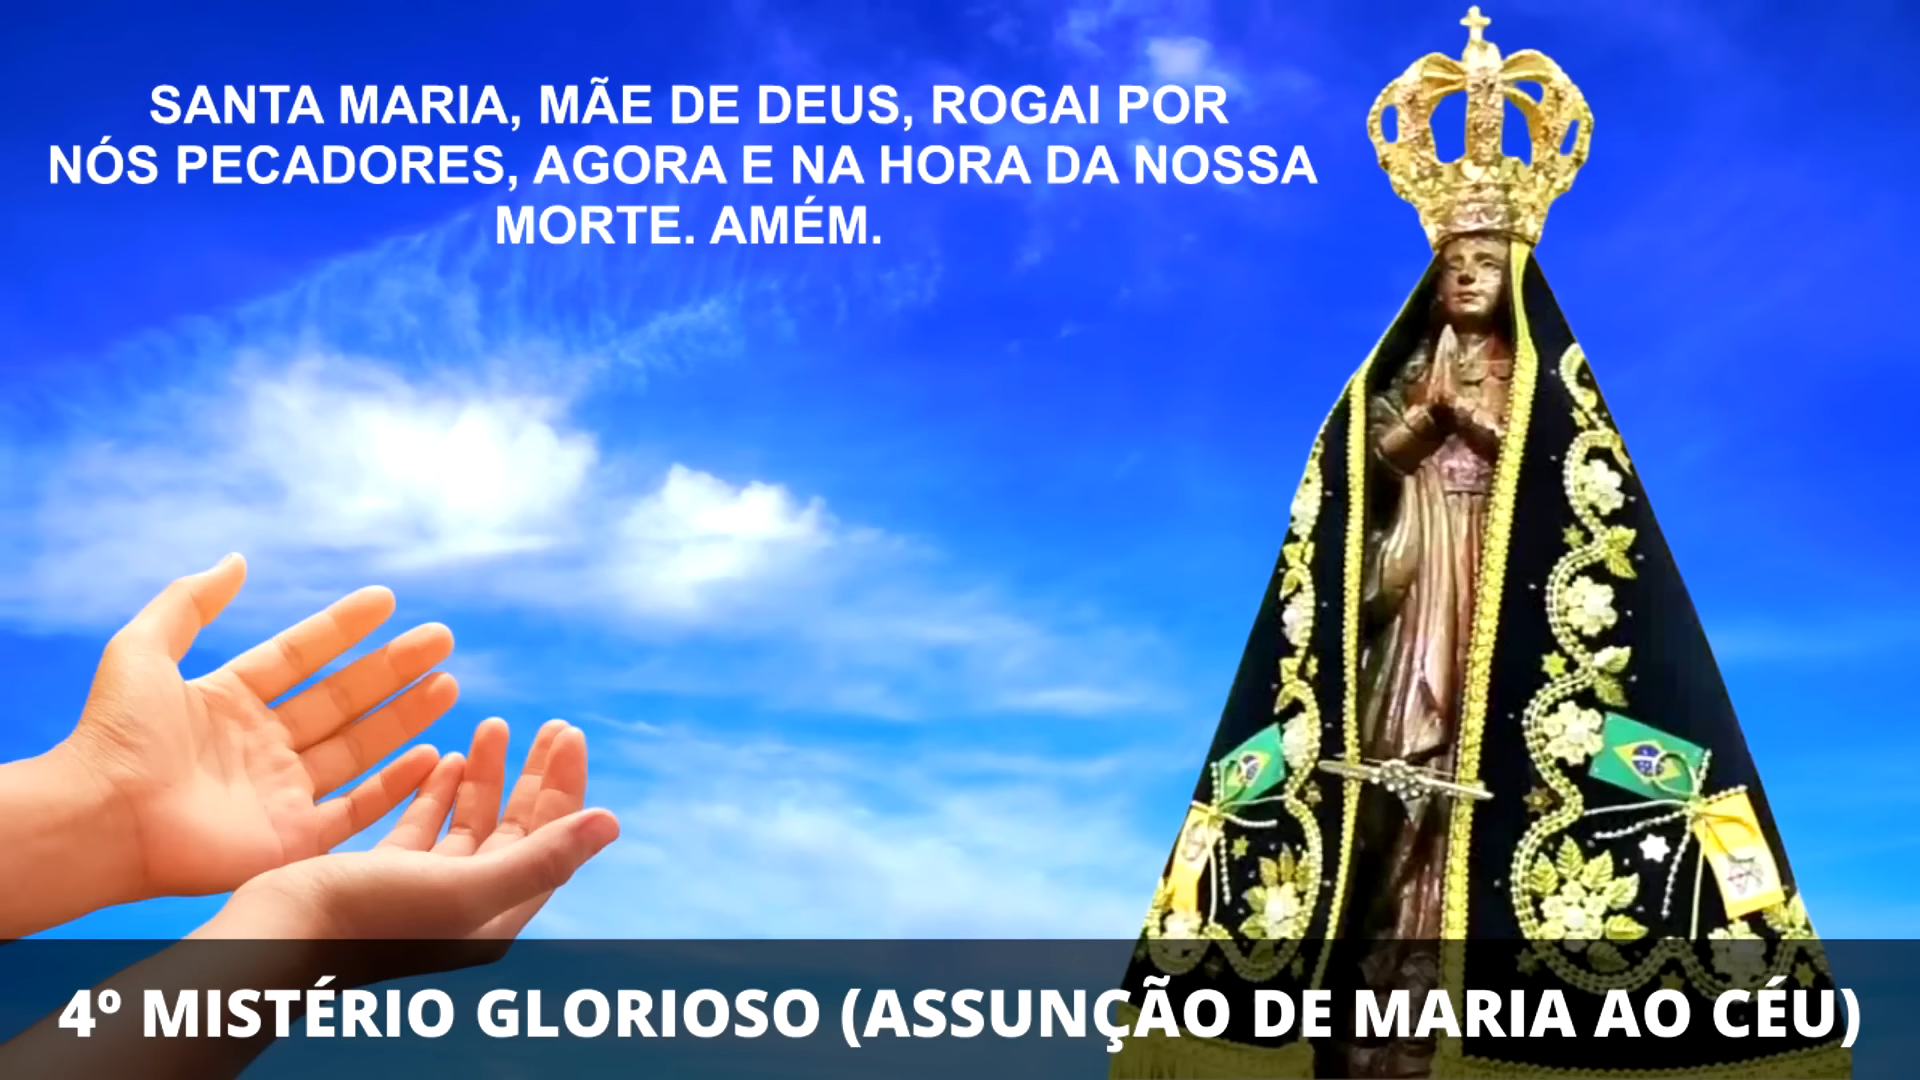 SANTA MARIA, MÃE DE DEUS, ROGAI POR
NÓS PECADORES, AGORA E NA HORA DA NOSSA
MORTE. AMÉM.
4º MISTÉRIO GLORIOSO (ASSUNÇÃO DE MARIA AO CÉU)